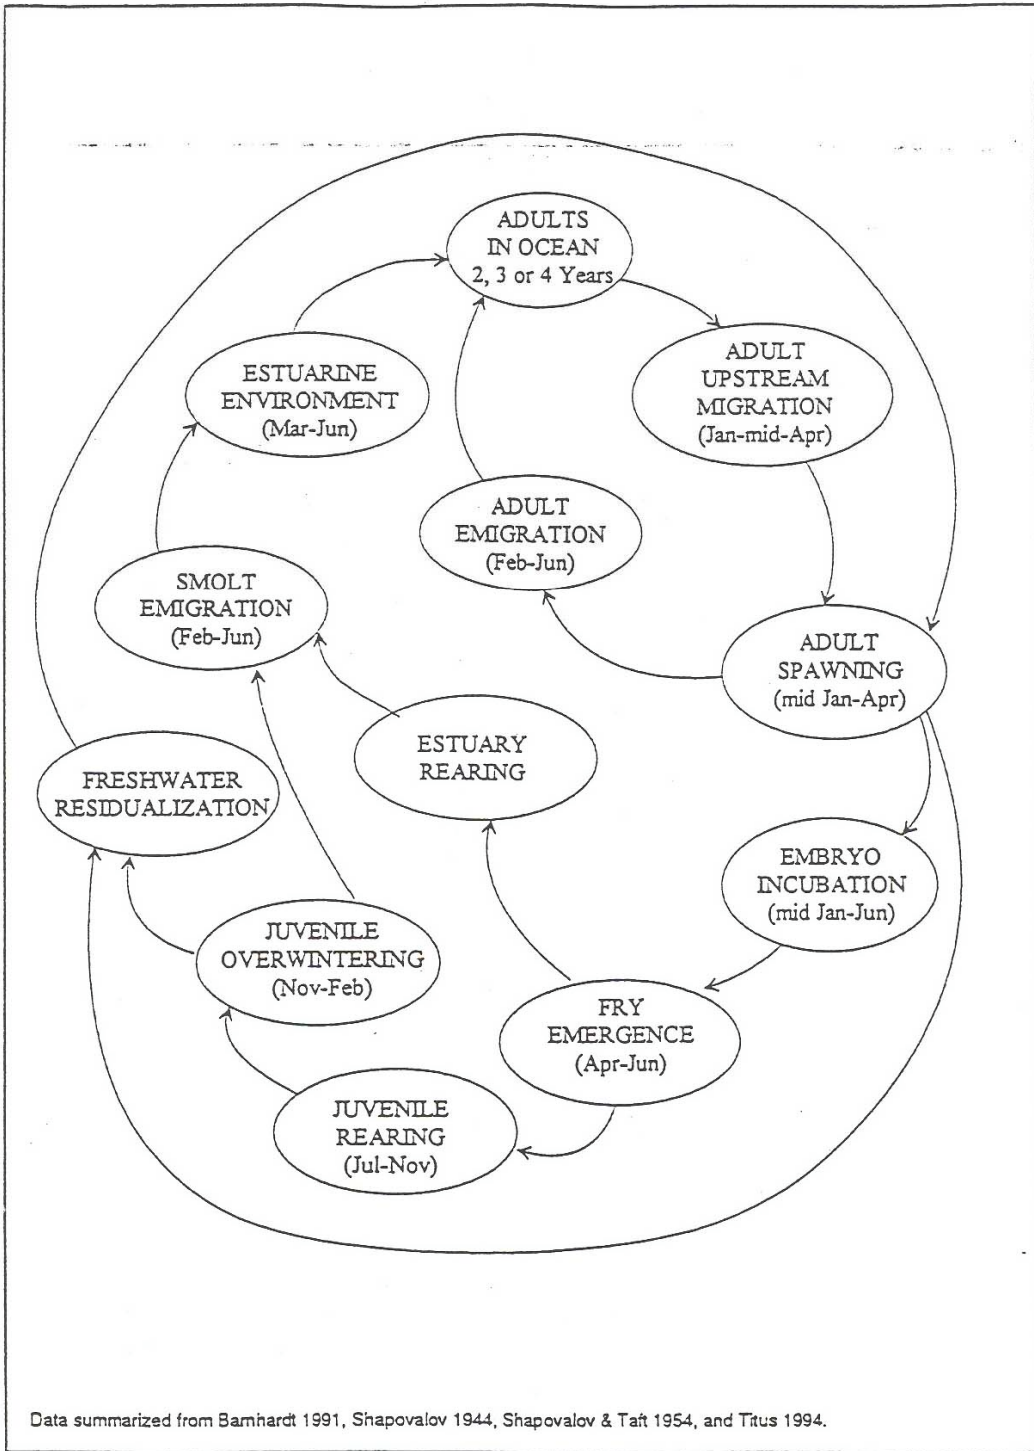 ADULTS
IN OCEAN
2, 3 or 4 Years
ADULT
UPSTREAM
MIGRATION
(Jan-mid-Apr)
ESTUARINE
ENVIRONMENT
(Mar-Jun)
ADULT
EMIGRATION
(Feb-Jun)
SMOLT
EMIGRATION
(Feb-Jun)
ADULT
SPAWNING
(mid Jan-Apr)
ESTUARY
REARING
FRESHWATER
RESIDUALIZATION
EMBRYO
INCUBATION
(mid Jan-Jun)
JUVENILE
OVERWINTERING
(Nov-Feb)
FRY
EMERGENCE
(Apr-Jun)
JUVENILE
REARING
(Jul-Nov)
Data summarized from Barnhardt 1991, Shapovalov 1944, Shapovalov & Taft 1954, and Titus 1994.